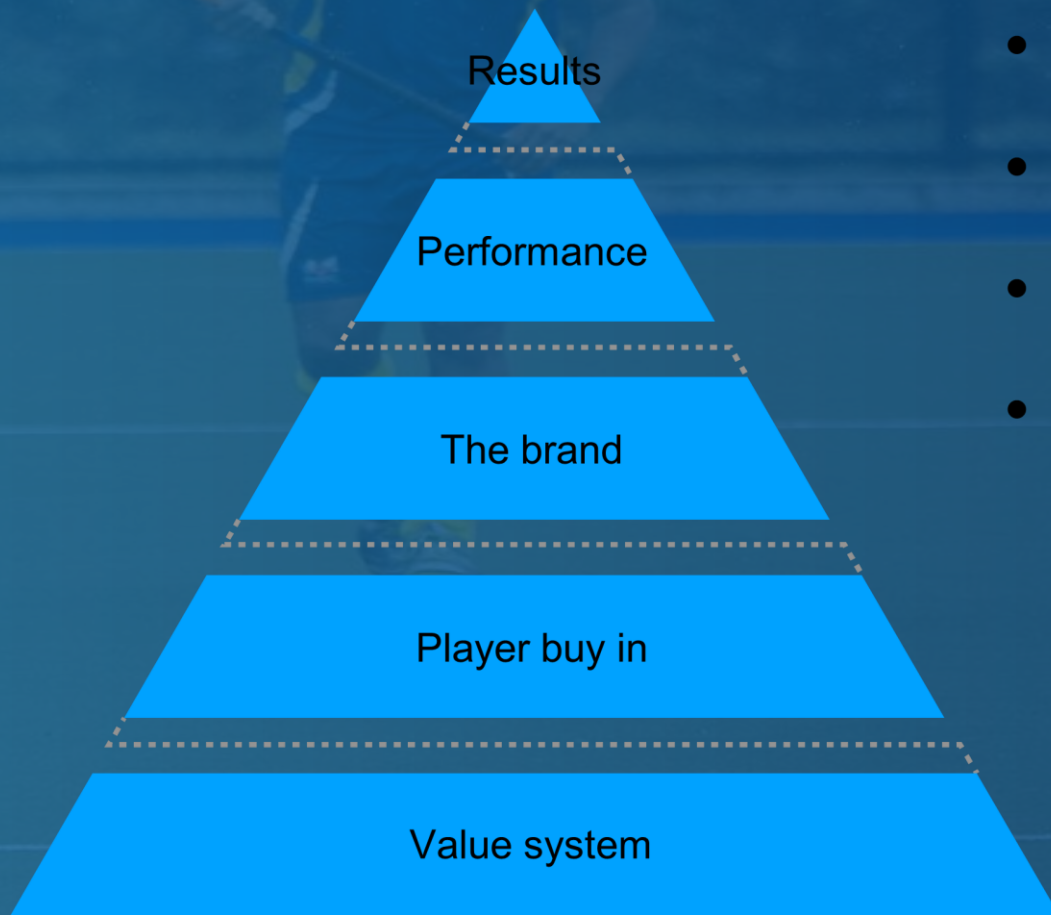 Results
Performance
The brand
Player buy in
Value system